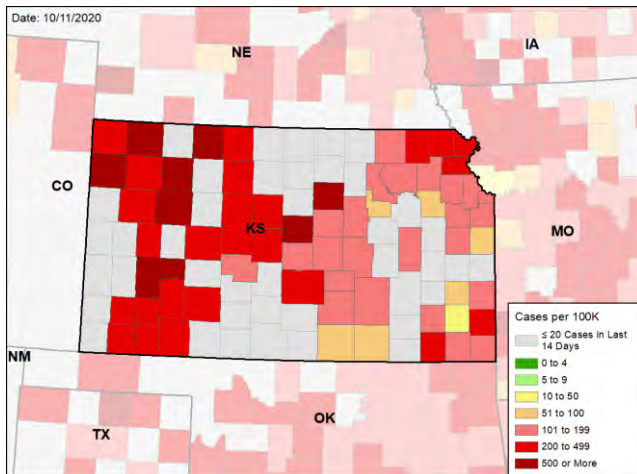 Date: 10/11/2020
NE
IA
CO
KS
MO
NM
TX
OK
Cases per 100K
≤ 20 Cases in Last
14 Days
0 to 4
5 to 9
10 to 50
51 to 100
101 to 199
200 to 499
500 or More